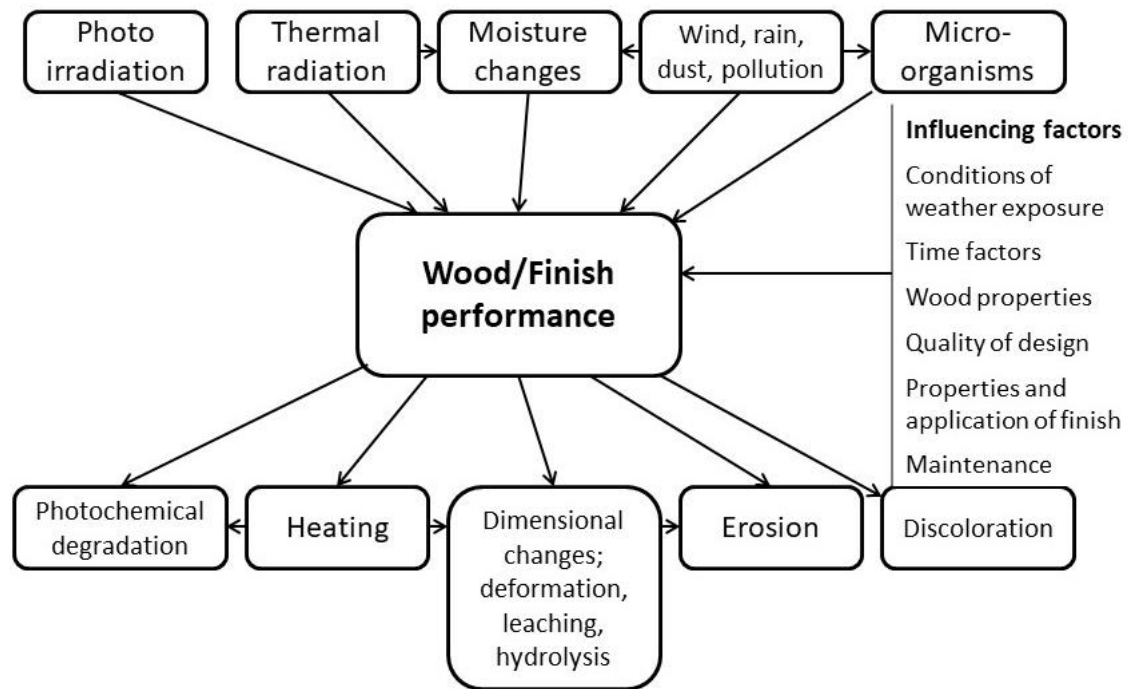 Photo
irradiation
Thermal
radiation
Moisture
changes
Wind, rain,
dust, pollution
Micro-
organisms
Influencing factors
Conditions of
weather exposure
Time factors
Wood properties
Quality of design
Properties and
application of finish
Maintenance
Wood/Finish
performance
Photochemical
degradation
Heating
Dimensional
changes;
deformation,
leaching,
hydrolysis
Erosion
Discoloration